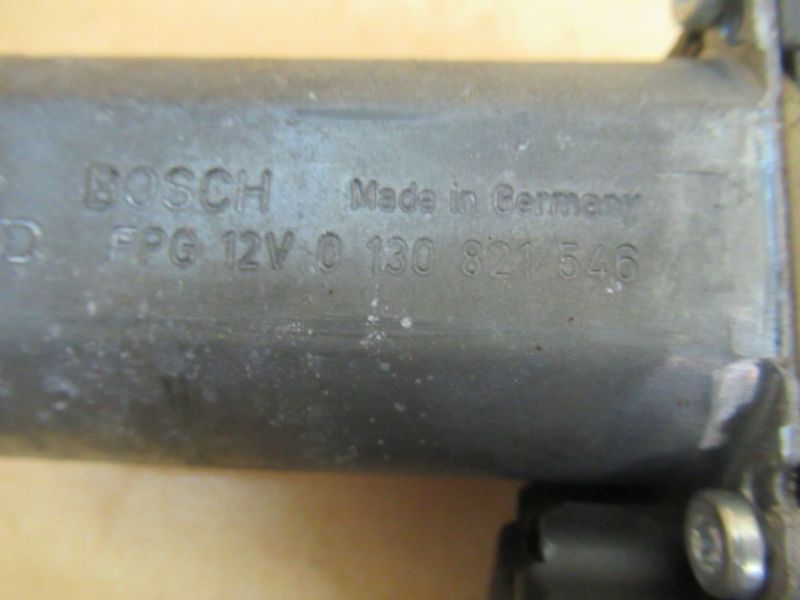 BOSCH Made in Germany
D FPG 12V 0 130 821 546